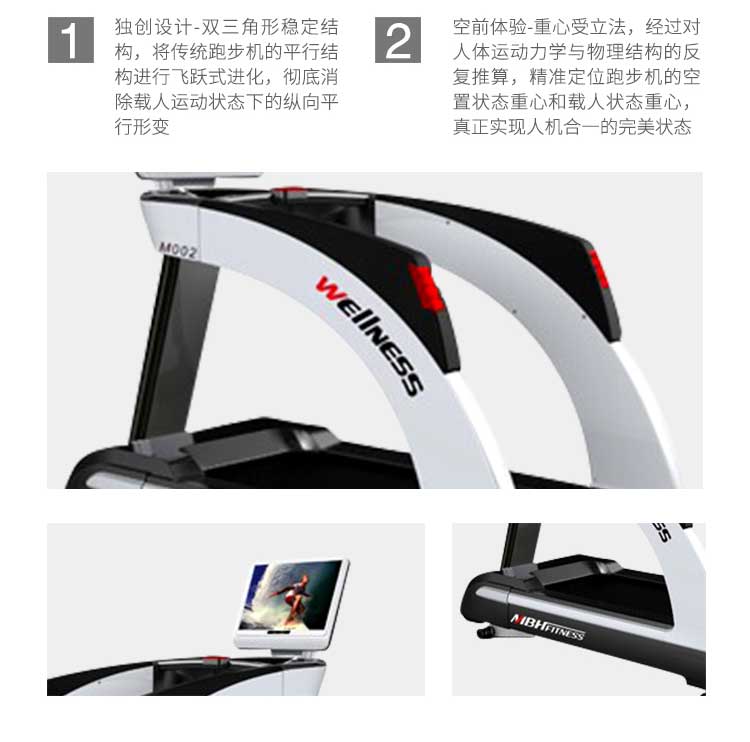 1
独创设计-双三角形稳定结
构，将传统跑步机的平行结
构进行飞跃式进化，彻底消
除载人运动状态下的纵向平
行形变
2
空前体验-重心受立法，经过对
人体运动力学与物理结构的反
复推算，精准定位跑步机的空
置状态重心和载人状态重心，
真正实现人机合一的完美状态
M002
WEllNESS
SS
MBHFITNESS